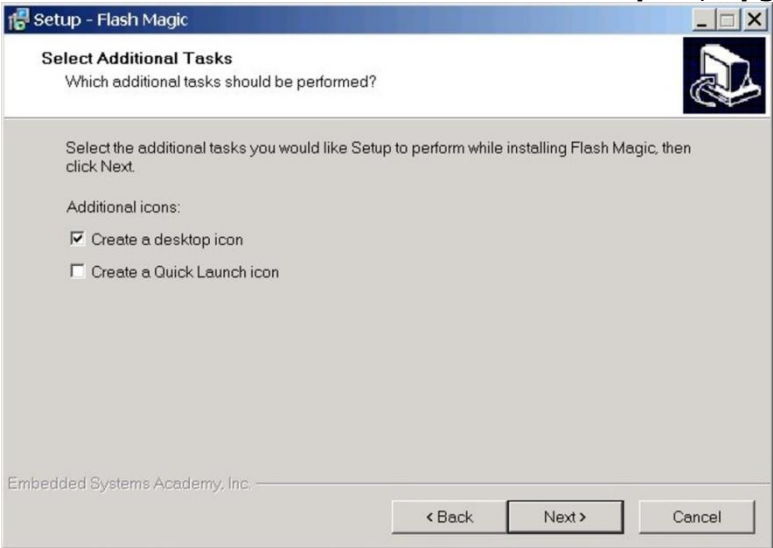 Setup - Flash Magic
Select Additional Tasks
Which additional tasks should be performed?
Select the additional tasks you would like Setup to perform while installing Flash Magic, then
click Next.
Additional icons:
Create a desktop icon
Create a Quick Launch icon
Embedded Systems Academy, Inc.
< Back Next > Cancel